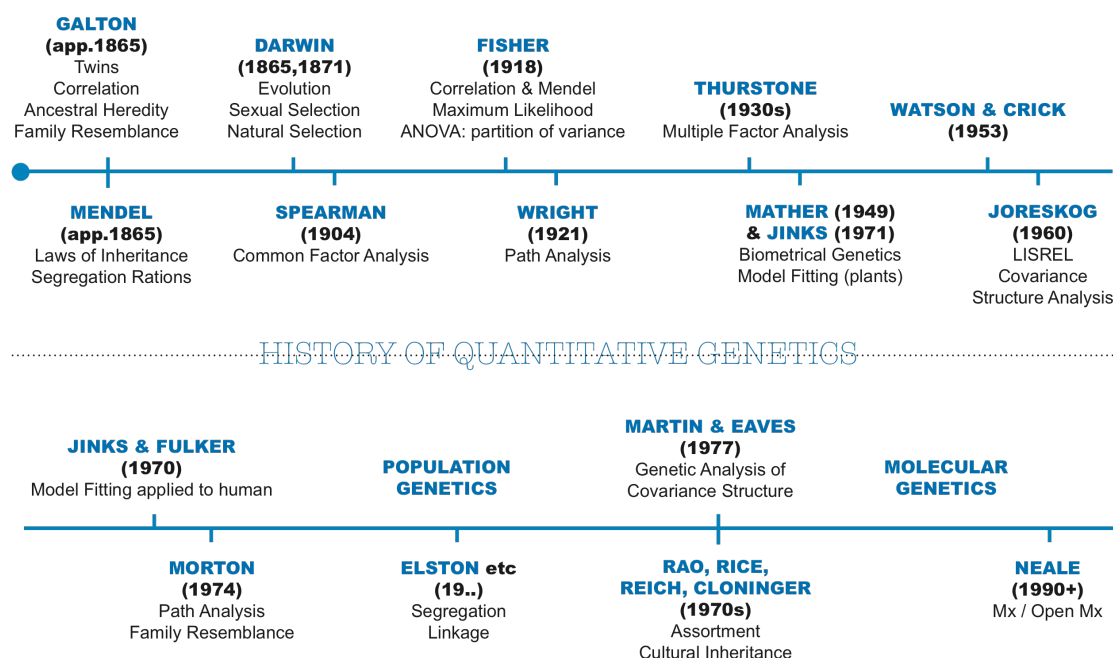 GALTON
(app.1865)
Twins
Correlation
Ancestral Heredity
Family Resemblance
DARWIN
(1865,1871)
Evolution
Sexual Selection
Natural Selection
FISHER
(1918)
Correlation & Mendel
Maximum Likelihood
ANOVA: partition of variance
THURSTONE
(1930s)
Multiple Factor Analysis
WATSON & CRICK
(1953)
MENDEL
(app.1865)
Laws of Inheritance
Segregation Rations
SPEARMAN
(1904)
Common Factor Analysis
WRIGHT
(1921)
Path Analysis
MATHER (1949)
& JINKS (1971)
Biometrical Genetics
Model Fitting (plants)
JORESKOG
(1960)
LISREL
Covariance
Structure Analysis
HISTORY OF QUANTITATIVE GENETICS
JINKS & FULKER
(1970)
Model Fitting applied to human
POPULATION
GENETICS
MARTIN & EAVES
(1977)
Genetic Analysis of
Covariance Structure
MOLECULAR
GENETICS
MORTON
(1974)
Path Analysis
Family Resemblance
ELSTON etc
(19..)
Segregation
Linkage
RAO, RICE,
REICH, CLONINGER
(1970s)
Assortment
Cultural Inheritance
NEALE
(1990+)
Mx / Open Mx